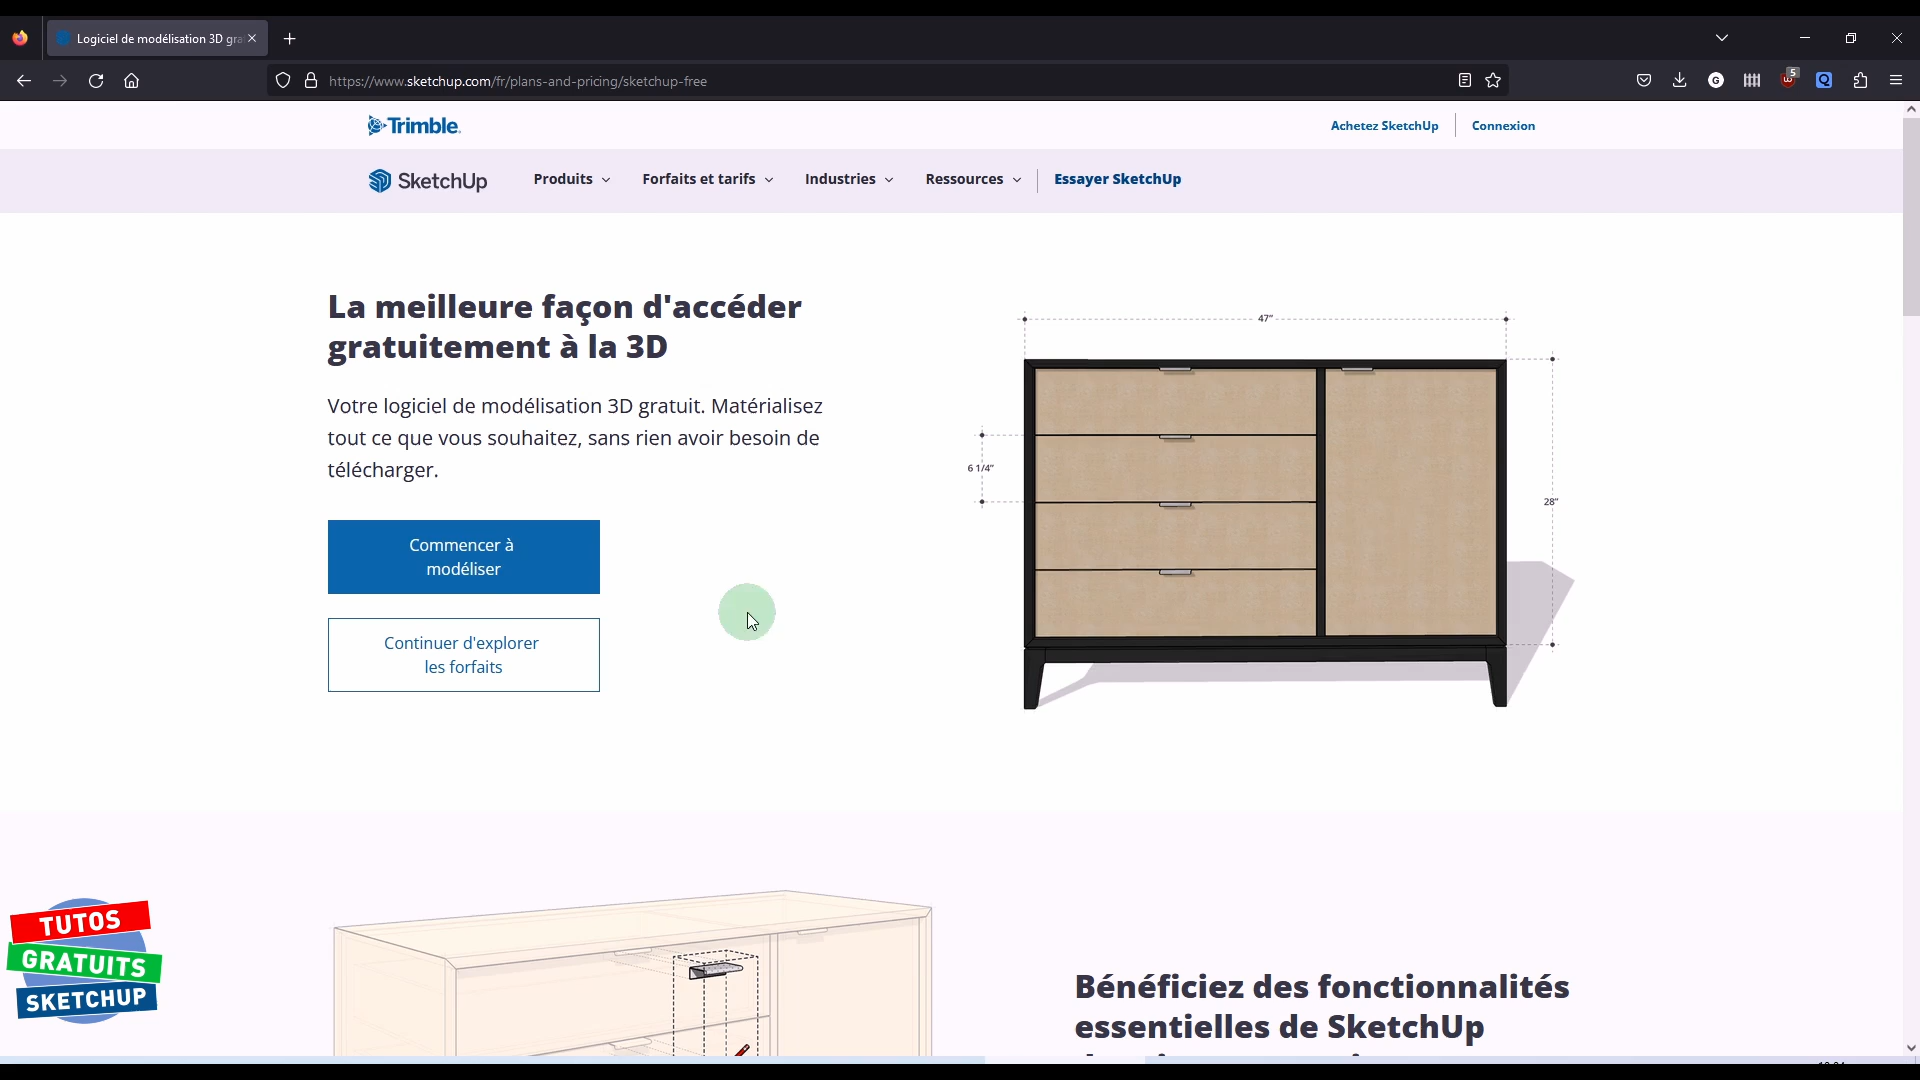 Logiciel de modélisation 3D gra
https://www.sketchup.com/fr/plans-and-pricing/sketchup-free
5
Trimble.
Achetez SketchUp
Connexion
SketchUp
Produits
Forfaits et tarifs
Industries
Ressources
Essayer SketchUp
La meilleure façon d'accéder
gratuitement à la 3D
Votre logiciel de modélisation 3D gratuit. Matérialisez
tout ce que vous souhaitez, sans rien avoir besoin de
télécharger.
Commencer à
modéliser
Continuer d'explorer
les forfaits
47"
6 1/4"
28"
TUTOS
GRATUITS
SKETCHUP
Bénéficiez des fonctionnalités
essentielles de SketchUp